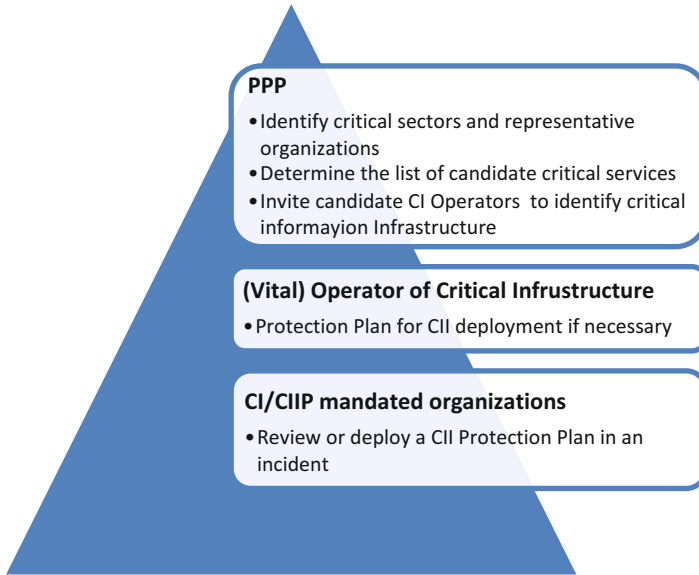 PPP
•Identify critical sectors and representative
organizations
•Determine the list of candidate critical services
•Invite candidate CI Operators to identify critical
informayion Infrastructure
(Vital) Operator of Critical Infrustructure
•Protection Plan for CII deployment if necessary
CI/CIIP mandated organizations
•Review or deploy a CII Protection Plan in an
incident